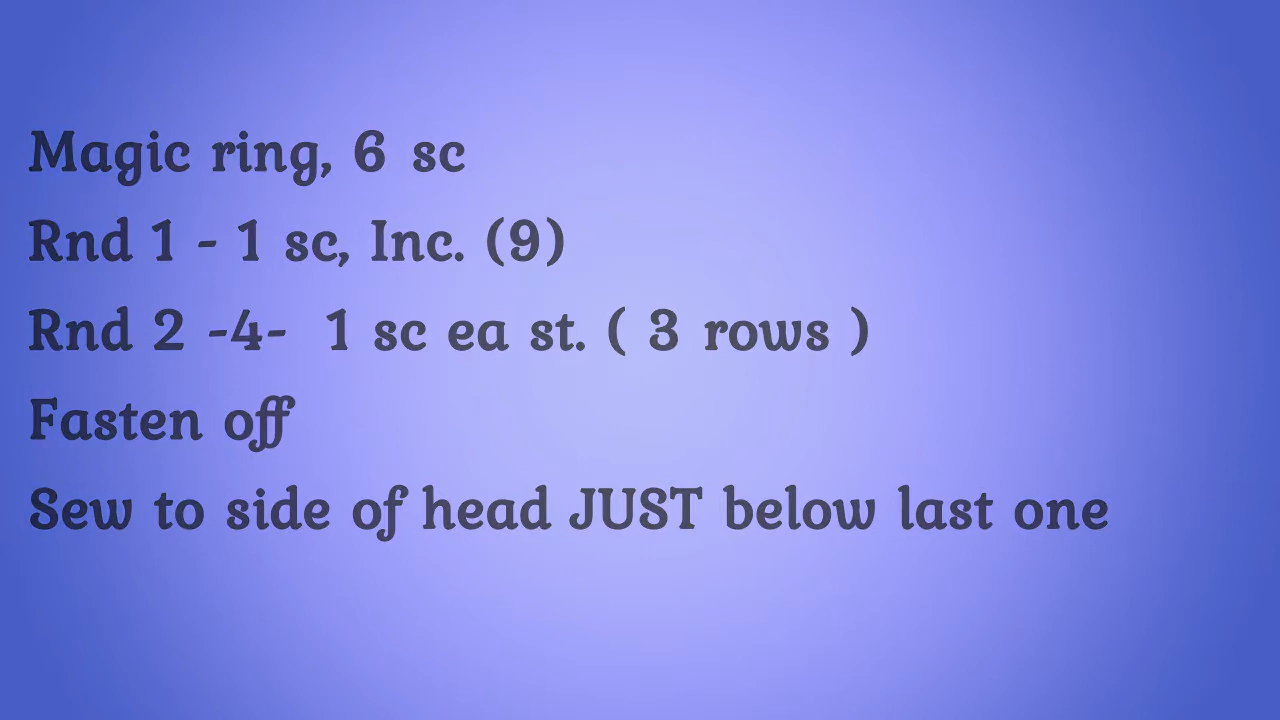 Magic ring, 6 sc
Rnd 1 - 1 sc, Inc. (9)
Rnd 2 -4- 1 sc ea st. ( 3 rows )
Fasten off
Sew to side of head JUST below last one